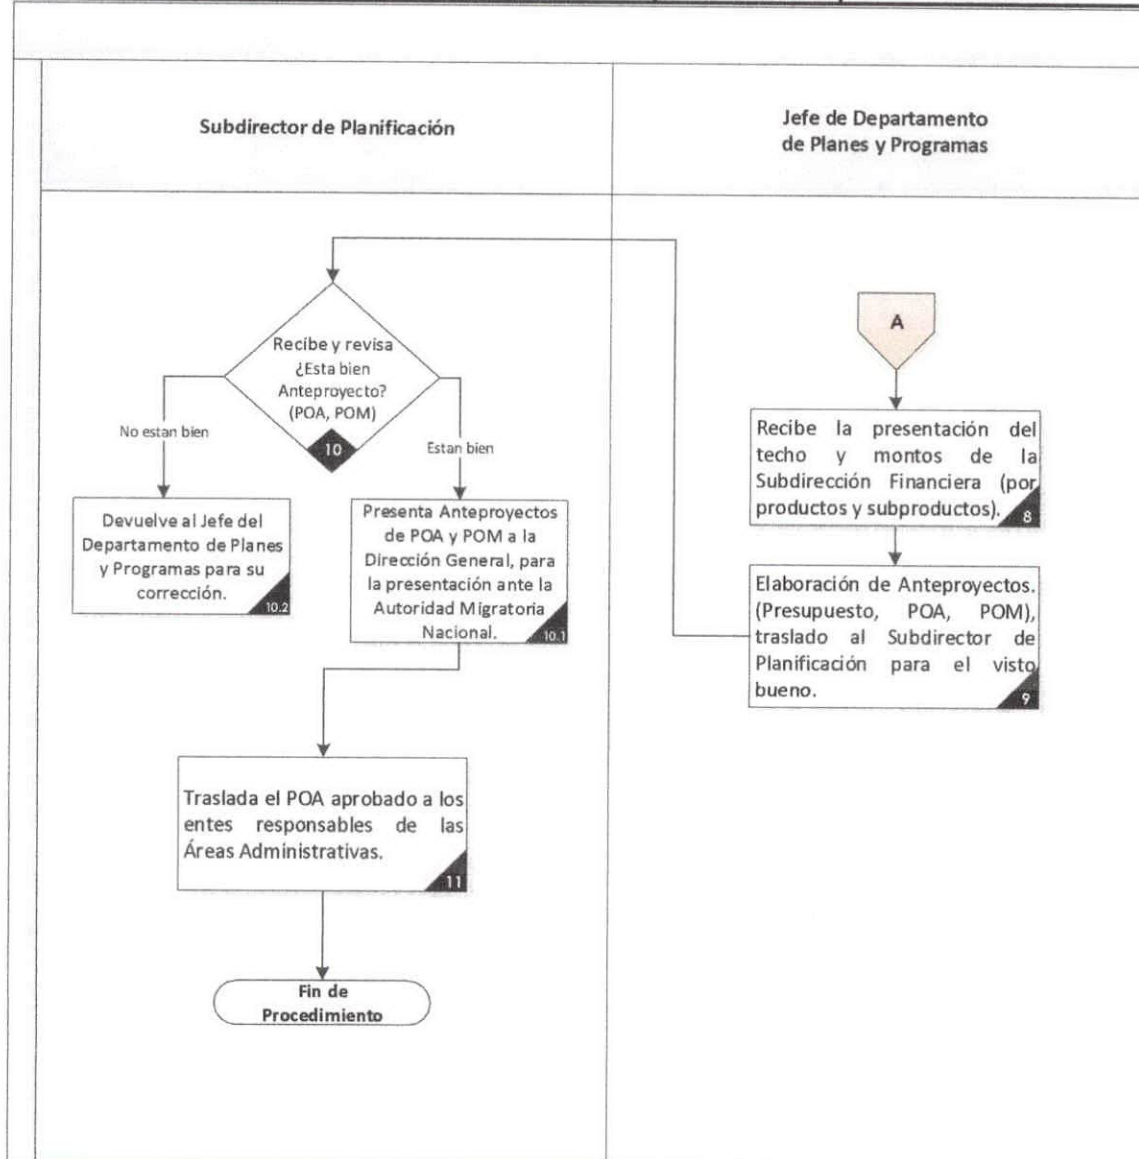 Subdirector de Planificación
Jefe de Departamento
de Planes y Programas
A
Recibe la presentación del
techo y montos de la
Subdirección Financiera (por
productos y subproductos).
8
Elaboración de Anteproyectos.
(Presupuesto, POA, POM),
traslado al Subdirector de
Planificación para el visto
bueno.
9
Recibe y revisa
¿Esta bien
Anteproyecto?
(POA, POM)
10
No estan bien
Estan bien
Devuelve al Jefe del
Departamento de Planes
y Programas para su
corrección.
10.2
Presenta Anteproyectos
de POA y POM a la
Dirección General, para
la presentación ante la
Autoridad Migratoria
Nacional.
10.1
Traslada el POA aprobado a los
entes responsables de las
Áreas Administrativas.
11
Fin de
Procedimiento